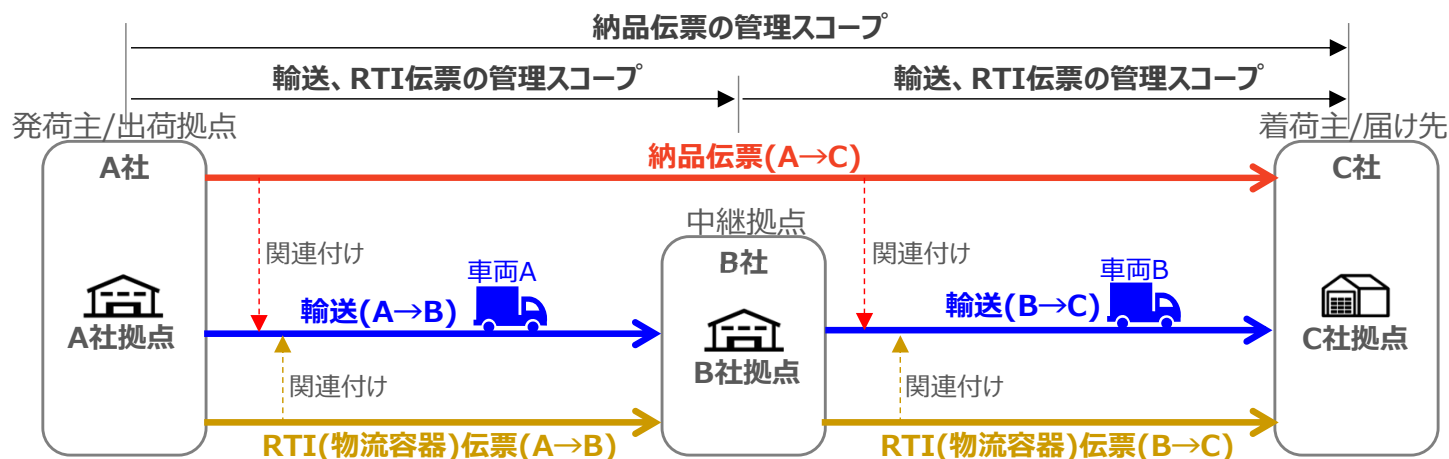 納品伝票の管理スコープ
輸送、RTI伝票の管理スコープ
輸送、RTI伝票の管理スコープ
発荷主/出荷拠点
着荷主/届け先
A社
納品伝票(A→C)
C社
中継拠点
関連付け
B社
関連付け
車両A
車両B
輸送(A→B)
輸送(B→C)
A社拠点
C社拠点
B社拠点
関連付け
関連付け
RTI(物流容器)伝票(A→B)
RTI(物流容器)伝票(B→C)